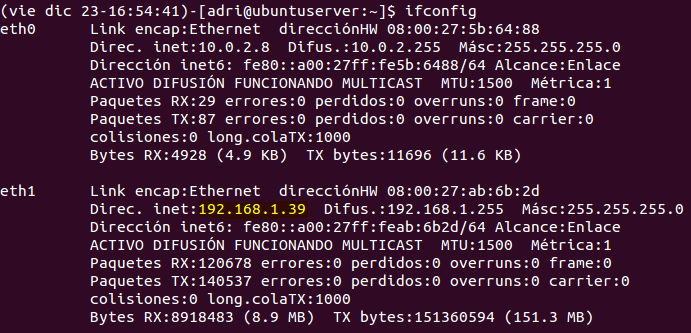 (vie dic 23-16:54:41)-[adri@ubuntuserver:~]$ ifconfig
eth0 Link encap:Ethernet direcciónHW 08:00:27:5b:64:88
Direc. inet:10.0.2.8 Difus.:10.0.2.255 Másc:255.255.255.0
Dirección inet6: fe80::a00:27ff:fe5b:6488/64 Alcance:Enlace
ACTIVO DIFUSIÓN FUNCIONANDO MULTICAST MTU:1500 Métrica:1
Paquetes RX:29 errores:0 perdidos:0 overruns:0 frame:0
Paquetes TX:87 errores:0 perdidos:0 overruns:0 carrier:0
colisiones:0 long.colaTX:1000
Bytes RX:4928 (4.9 KB) TX bytes:11696 (11.6 KB)
eth1 Link encap:Ethernet direcciónHW 08:00:27:ab:6b:2d
Direc. inet:192.168.1.39 Difus.:192.168.1.255 Másc:255.255.255.0
Dirección inet6: fe80::a00:27ff:feab:6b2d/64 Alcance:Enlace
ACTIVO DIFUSIÓN FUNCIONANDO MULTICAST MTU:1500 Métrica:1
Paquetes RX:120678 errores:0 perdidos:0 overruns:0 frame:0
Paquetes TX:140537 errores:0 perdidos:0 overruns:0 carrier:0
colisiones:0 long.colaTX:1000
Bytes RX:8918483 (8.9 MB) TX bytes:151360594 (151.3 MB)